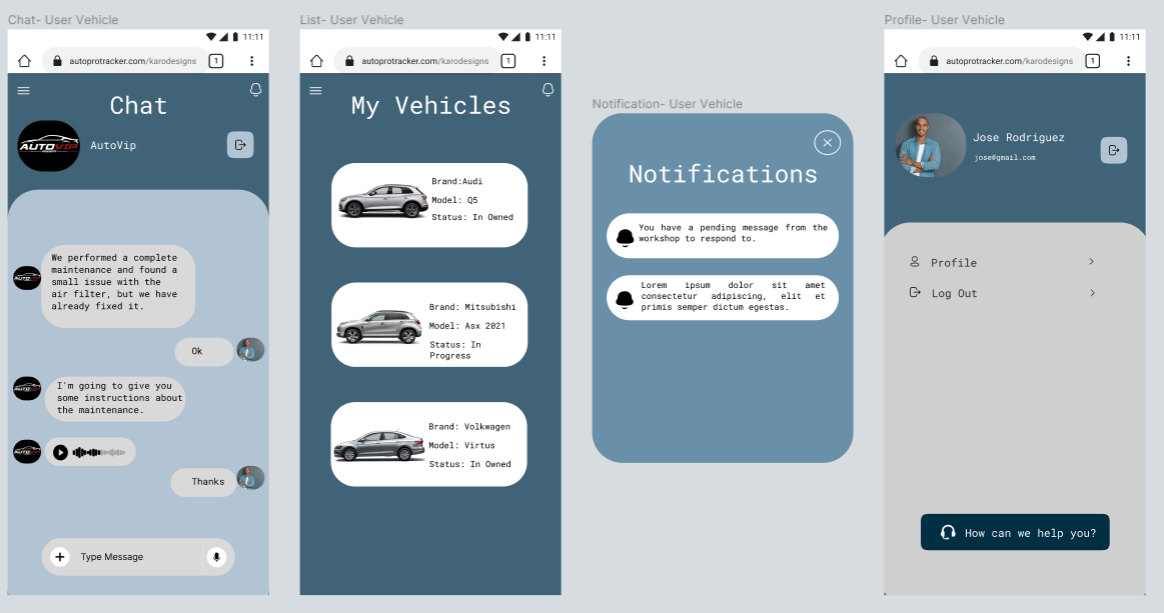 Chat- User Vehicle
11:11
autoprotracker.com/karodesigns
1
Chat
AUTOVIP
AutoVip
We performed a complete
maintenance and found a
small issue with the
air filter, but we have
already fixed it.
Ok
I'm going to give you
some instructions about
the maintenance.
Thanks
Type Message
List- User Vehicle
11:11
autoprotracker.com/karodesigns
1
My Vehicles
Brand:Audi
Model: Q5
Status: In Owned
Brand: Mitsubishi
Model: Asx 2021
Status: In
Progress
Brand: Volkwagen
Model: Virtus
Status: In Owned
Notification- User Vehicle
Notifications
You have a pending message from the
workshop to respond to.
Lorem ipsum dolor sit amet
consectetur adipiscing, elit et
primis semper dictum egestas.
Profile- User Vehicle
11:11
autoprotracker.com/karodesigns
1
Jose Rodriguez
jose@gmail.com
Profile
Log Out
How can we help you?